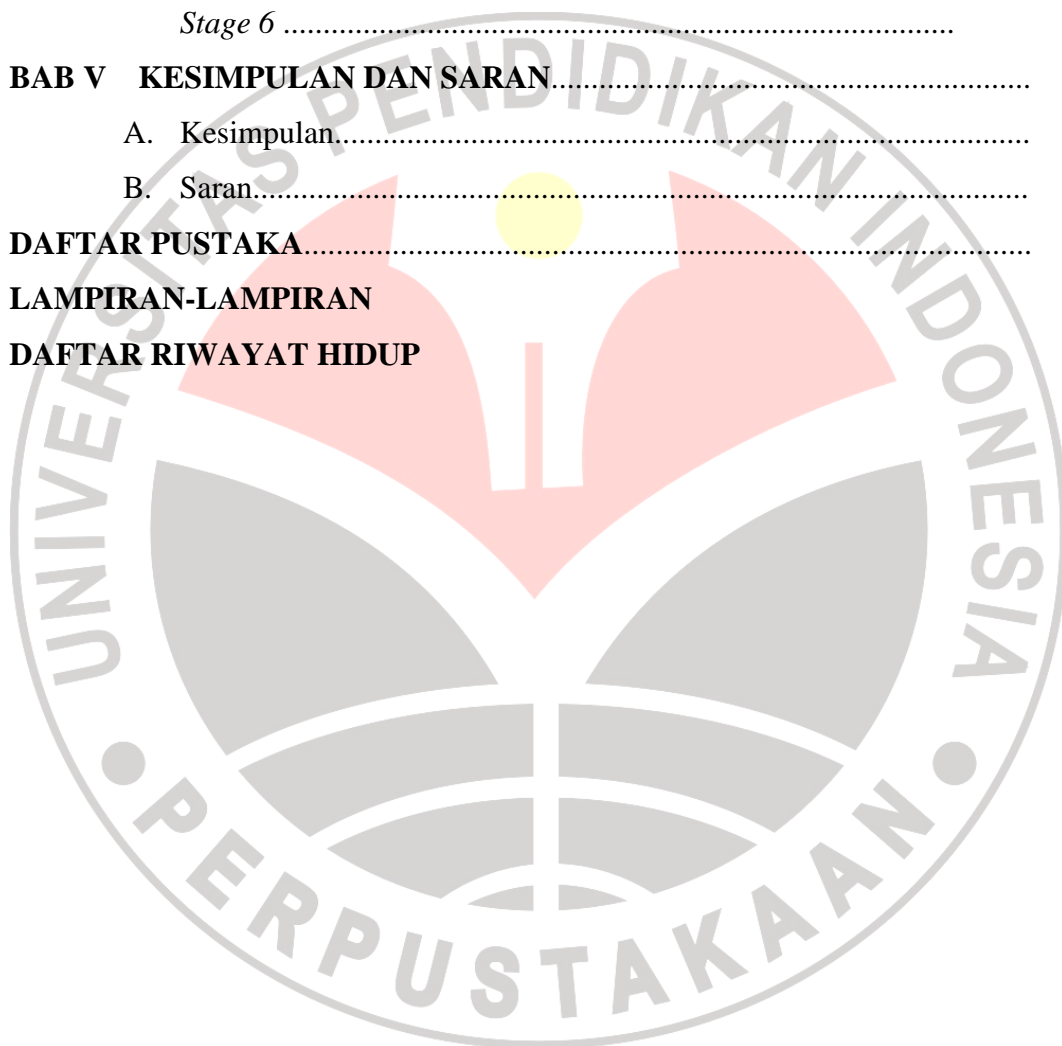 Stage 6 ....................................................................................
BAB V KESIMPULAN DAN SARAN............................................................
A. Kesimpulan.......................................................................................
B. Saran.................................................................................................
DAFTAR PUSTAKA...........................................................................................
LAMPIRAN-LAMPIRAN
DAFTAR RIWAYAT HIDUP
UNIVERSITAS PENDIDIKAN INDONESIA
PERPUSTAKAAN